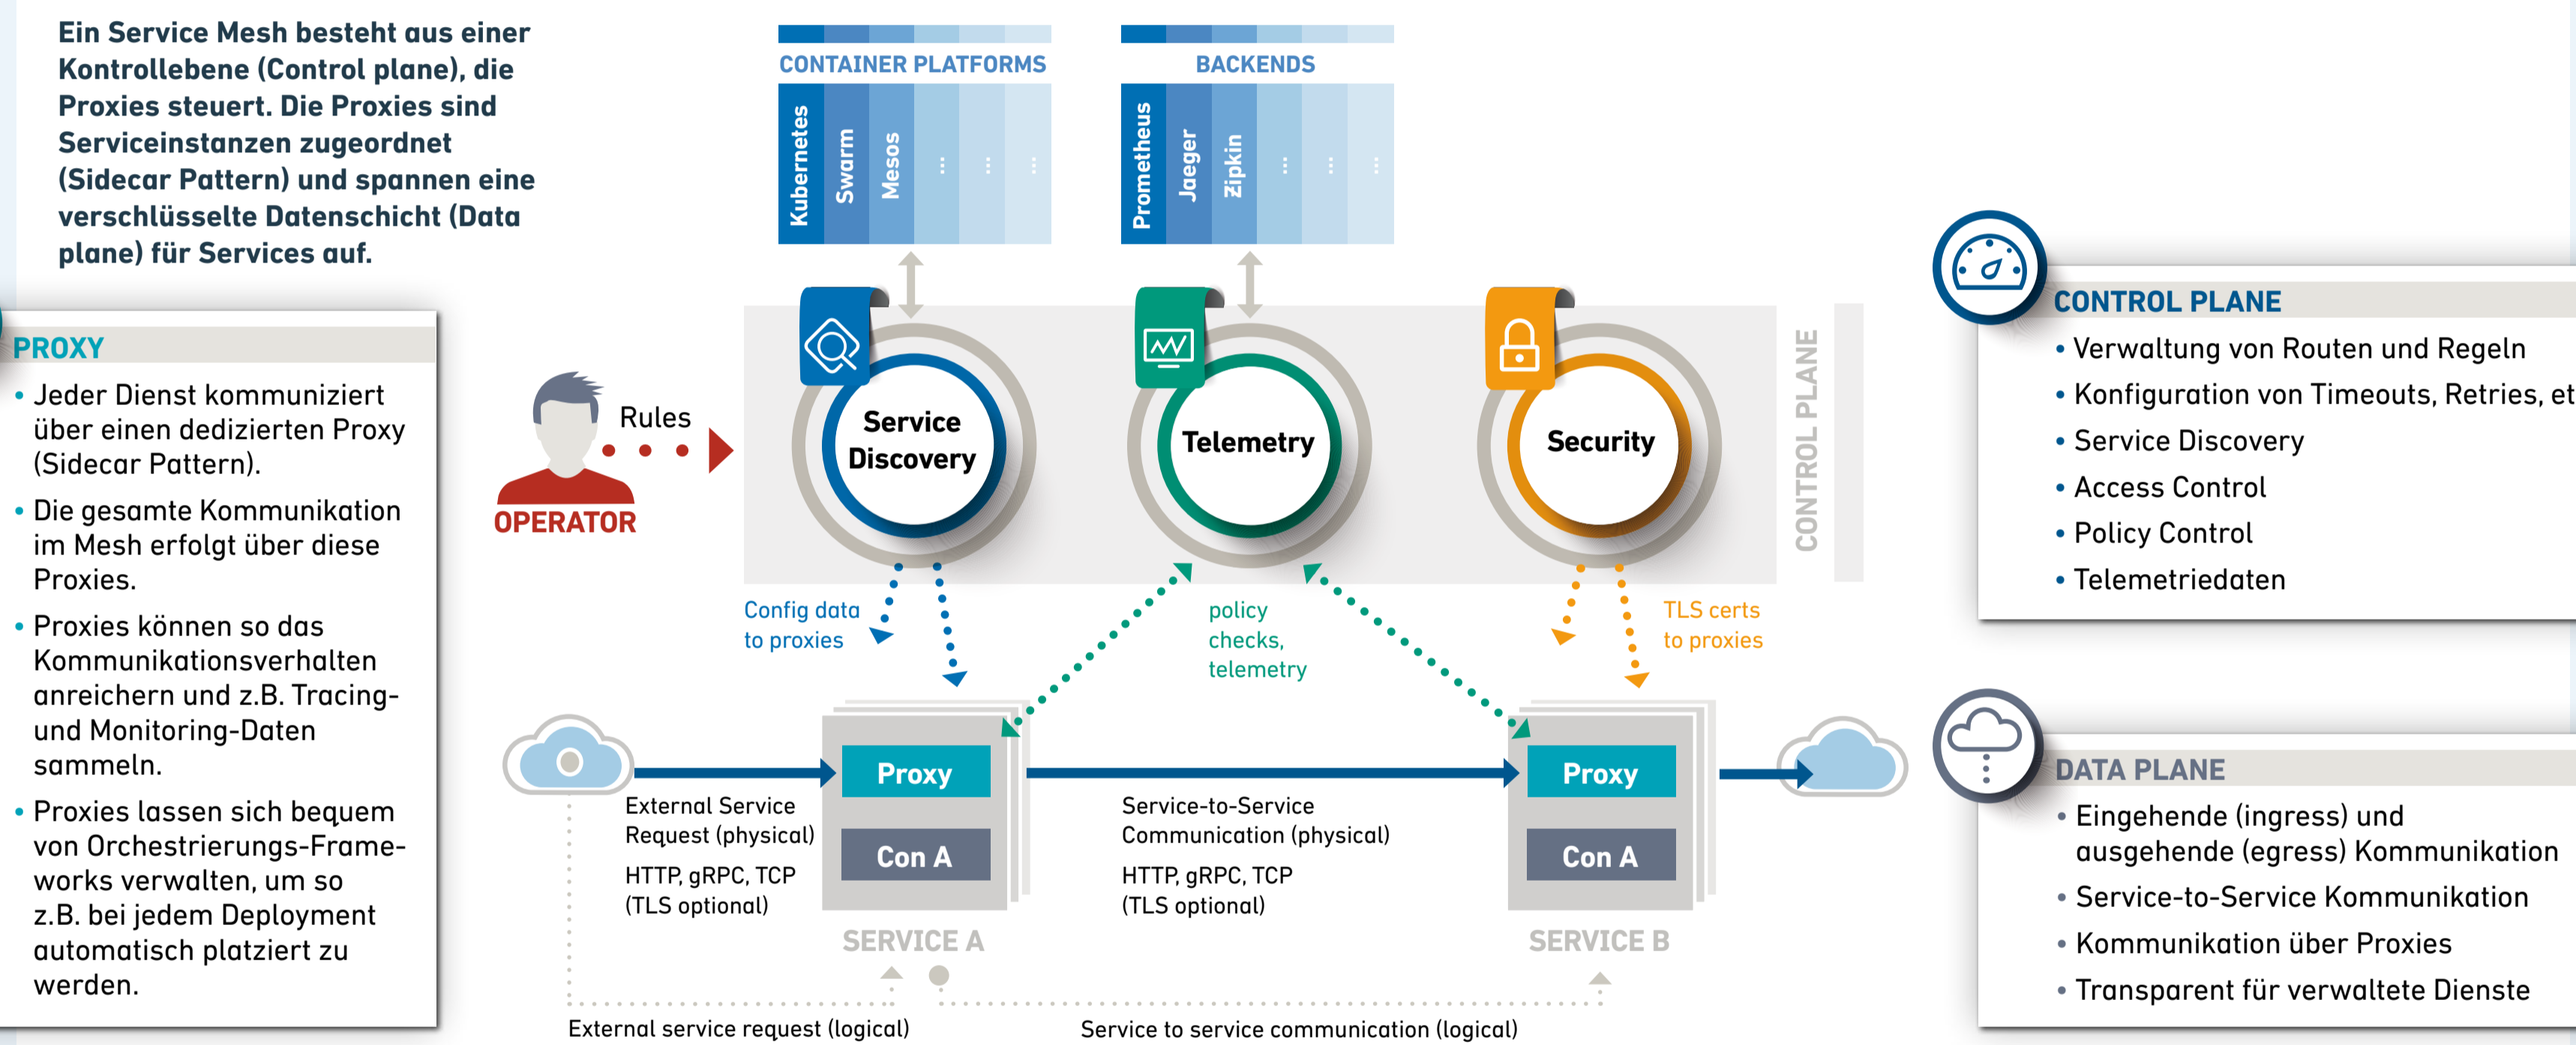 Ein Service Mesh besteht aus einer
Kontrollebene (Control plane), die
Proxies steuert. Die Proxies sind
Serviceinstanzen zugeordnet
(Sidecar Pattern) und spannen eine
verschlüsselte Datenschicht (Data
plane) für Services auf.
PROXY
• Jeder Dienst kommuniziert
über einen dedizierten Proxy
(Sidecar Pattern).
• Die gesamte Kommunikation
im Mesh erfolgt über diese
Proxies.
• Proxies können so das
Kommunikationsverhalten
anreichern und z.B. Tracing-
und Monitoring-Daten
sammeln.
• Proxies lassen sich bequem
von Orchestrierungs-Frame-
works verwalten, um so
z.B. bei jedem Deployment
automatisch platziert zu
werden.
CONTAINER PLATFORMS
Kubernetes
Swarm
Mesos
...
...
...
BACKENDS
Prometheus
Jaeger
Zipkin
...
...
...
Rules
OPERATOR
Service
Discovery
Telemetry
Security
CONTROL PLANE
Config data
to proxies
policy
checks,
telemetry
TLS certs
to proxies
Proxy
Con A
SERVICE A
External Service
Request (physical)
HTTP, gRPC, TCP
(TLS optional)
Service-to-Service
Communication (physical)
HTTP, gRPC, TCP
(TLS optional)
Proxy
Con A
SERVICE B
External service request (logical)
Service to service communication (logical)
CONTROL PLANE
• Verwaltung von Routen und Regeln
• Konfiguration von Timeouts, Retries, et
• Service Discovery
• Access Control
• Policy Control
• Telemetriedaten
DATA PLANE
• Eingehende (ingress) und
ausgehende (egress) Kommunikation
• Service-to-Service Kommunikation
• Kommunikation über Proxies
• Transparent für verwaltete Dienste